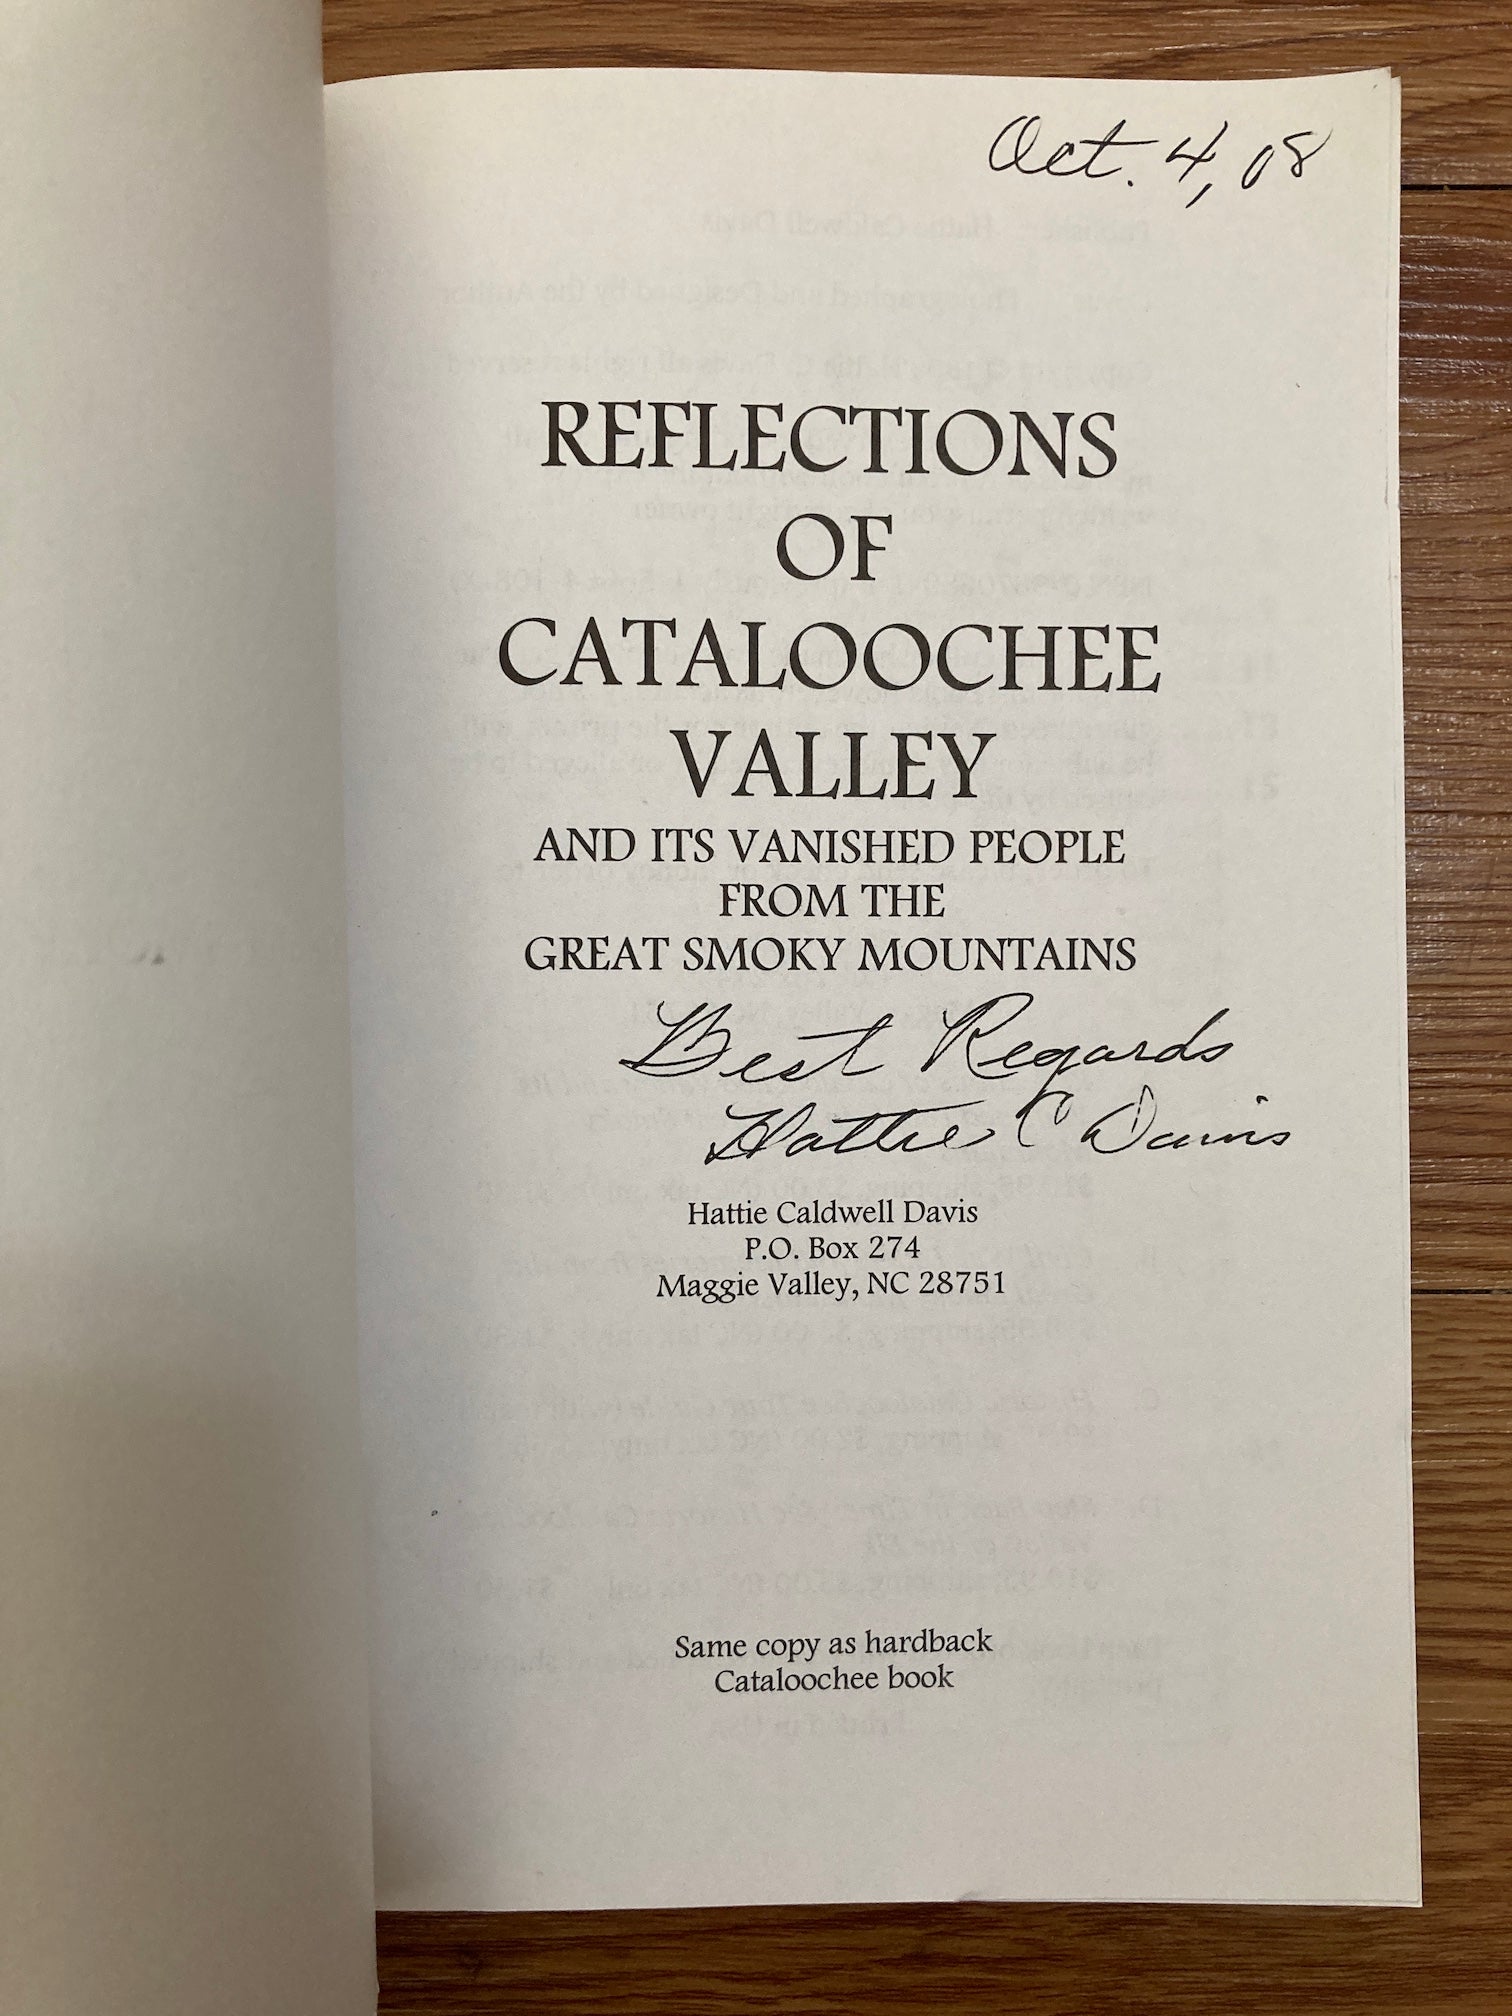 Oct. 4, 08
REFLECTIONS
OF
CATALOOCHEE
VALLEY
AND ITS VANISHED PEOPLE
FROM THE
GREAT SMOKY MOUNTAINS
Best Regards
Hattie C Davis
Hattie Caldwell Davis
P.O. Box 274
Maggie Valley, NC 28751
Same copy as hardback
Cataloochee book